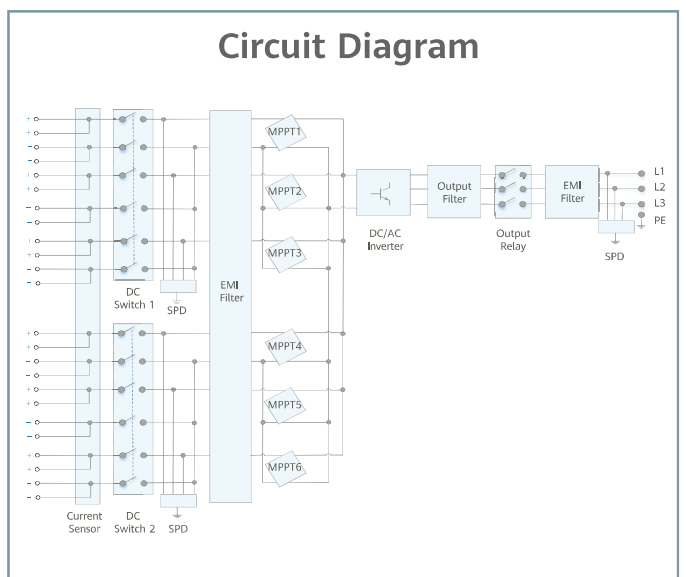 Circuit Diagram
+
+
−
−
+
+
−
−
+
+
−
−
DC
Switch 1
SPD
EMI
Filter
MPPT1
MPPT2
MPPT3
DC/AC
Inverter
Output
Filter
Output
Relay
EMI
Filter
L1
L2
L3
PE
SPD
+
+
−
−
+
+
−
−
+
+
−
−
MPPT4
MPPT5
MPPT6
Current
Sensor
DC
Switch 2
SPD